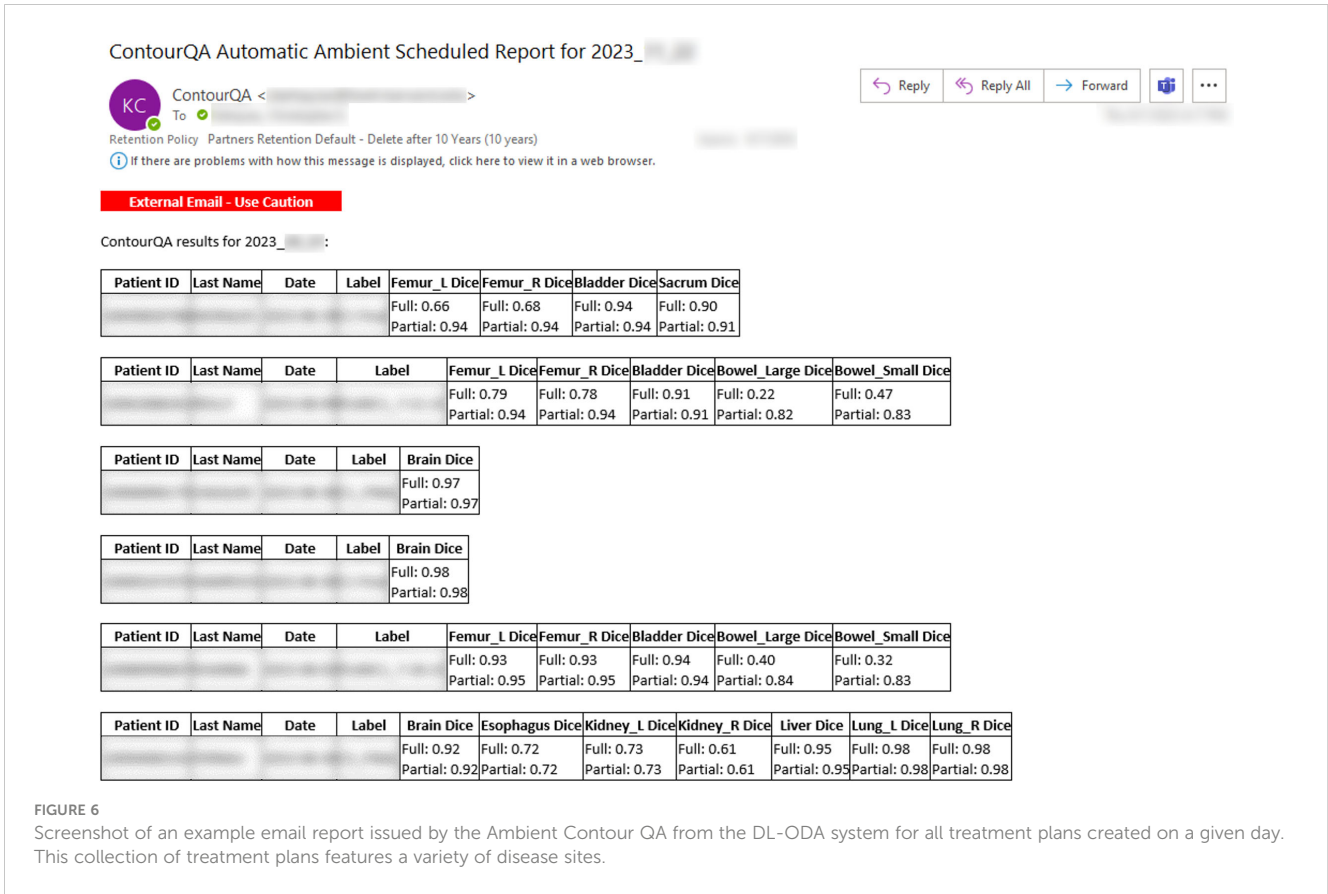 ContourQA Automatic Ambient Scheduled Report for 2023_
Reply Reply All Forward
KC
ContourQA <
>
To
Retention Policy Partners Retention Default - Delete after 10 Years (10 years)
If there are problems with how this message is displayed, click here to view it in a web browser.
External Email - Use Caution
ContourQA results for 2023_ :
Patient ID Last Name Date Label Femur_L Dice Femur_R Dice Bladder Dice Sacrum Dice
Full: 0.66 Full: 0.68 Full: 0.94 Full: 0.90
Partial: 0.94 Partial: 0.94 Partial: 0.94 Partial: 0.91
Patient ID Last Name Date Label Femur_L Dice Femur_R Dice Bladder Dice Bowel_Large Dice Bowel_Small Dice
Full: 0.79 Full: 0.78 Full: 0.91 Full: 0.22 Full: 0.47
Partial: 0.94 Partial: 0.94 Partial: 0.91 Partial: 0.82 Partial: 0.83
Patient ID Last Name Date Label Brain Dice
Full: 0.97
Partial: 0.97
Patient ID Last Name Date Label Brain Dice
Full: 0.98
Partial: 0.98
Patient ID Last Name Date Label Femur_L Dice Femur_R Dice Bladder Dice Bowel_Large Dice Bowel_Small Dice
Full: 0.93 Full: 0.93 Full: 0.94 Full: 0.40 Full: 0.32
Partial: 0.95 Partial: 0.95 Partial: 0.94 Partial: 0.84 Partial: 0.83
Patient ID Last Name Date Label Brain Dice Esophagus Dice Kidney_L Dice Kidney_R Dice Liver Dice Lung_L Dice Lung_R Dice
Full: 0.92 Full: 0.72 Full: 0.73 Full: 0.61 Full: 0.95 Full: 0.98 Full: 0.98
Partial: 0.92 Partial: 0.72 Partial: 0.73 Partial: 0.61 Partial: 0.95 Partial: 0.98 Partial: 0.98
FIGURE 6
Screenshot of an example email report issued by the Ambient Contour QA from the DL-ODA system for all treatment plans created on a given day.
This collection of treatment plans features a variety of disease sites.